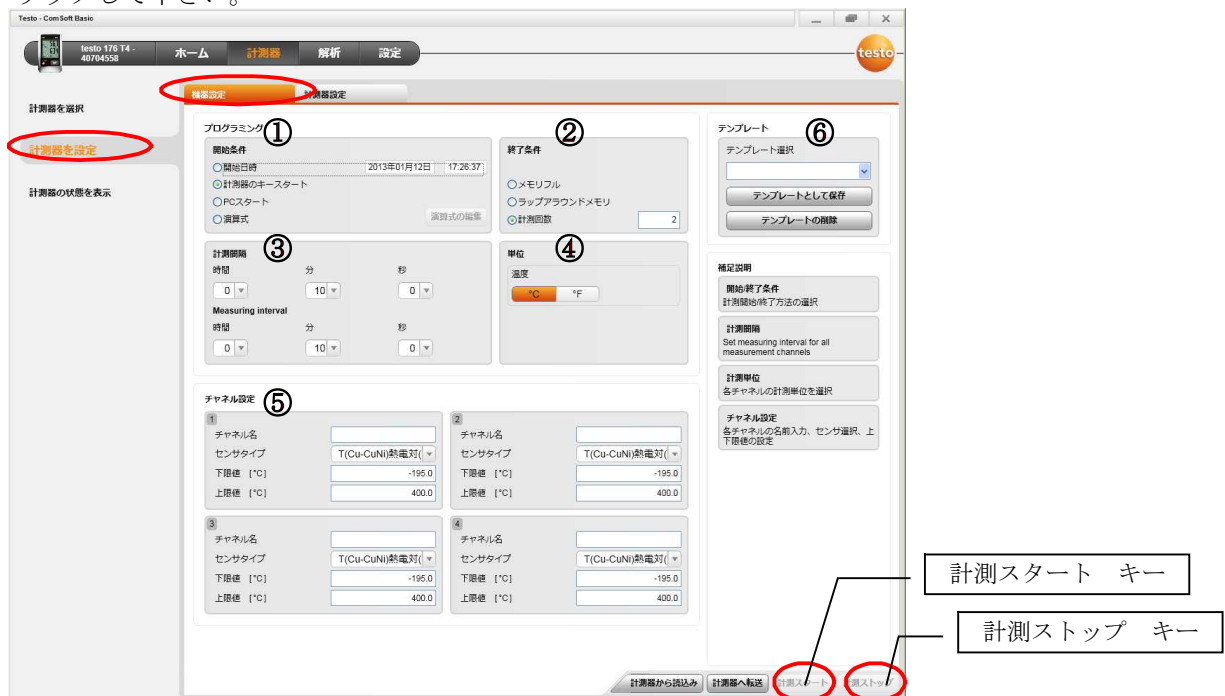 Testo - ComSoft Basic
testo 176 T4 -
40704558
ホーム 計測器 解析 設定
testo
計測器を選択
計測器を設定
計測器の状態を表示
機器設定 計測器設定
プログラミング
①
開始条件
開始日時 2013年01月12日 17:26:37
計測器のキースタート
PCスタート
演算式 演算式の編集
②
終了条件
メモリフル
ラップアラウンドメモリ
計測回数 2
③
計測間隔
時間 分 秒
0 10 0
Measuring interval
時間 分 秒
0 10 0
④
単位
温度
°C °F
チャネル設定 ⑤
1
チャネル名
センサタイプ T(Cu-CuNi)熱電対(
下限値 [°C] -195.0
上限値 [°C] 400.0
2
チャネル名
センサタイプ T(Cu-CuNi)熱電対(
下限値 [°C] -195.0
上限値 [°C] 400.0
3
チャネル名
センサタイプ T(Cu-CuNi)熱電対(
下限値 [°C] -195.0
上限値 [°C] 400.0
4
チャネル名
センサタイプ T(Cu-CuNi)熱電対(
下限値 [°C] -195.0
上限値 [°C] 400.0
テンプレート
⑥
テンプレート選択
テンプレートとして保存
テンプレートの削除
補足説明
開始/終了条件
計測開始/終了方法の選択
計測間隔
Set measuring interval for all
measurement channels
計測単位
各チャネルの計測単位を選択
チャネル設定
各チャネルの名前入力、センサ選択、上
下限値の設定
計測器から読込み 計測器へ転送 計測スタート 計測ストップ
計測スタート キー
計測ストップ キー